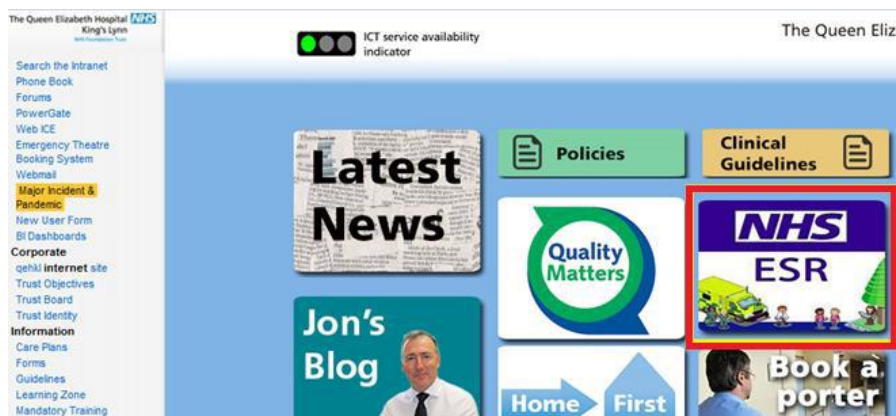 The Queen Elizabeth Hospital NHS
King's Lynn
NHS Foundation Trust
Search the Intranet
Phone Book
Forums
PowerGate
Web ICE
Emergency Theatre
Booking System
Webmail
Major Incident &
Pandemic
New User Form
BI Dashboards
Corporate
qehkl internet site
Trust Objectives
Trust Board
Trust Identity
Information
Care Plans
Forms
Guidelines
Learning Zone
Mandatory Training
ICT service availability
indicator
The Queen Eliz
Latest
News
Policies
Clinical
Guidelines
Quality
Matters
NHS
ESR
Jon's
Blog
Home First
Book a
porter